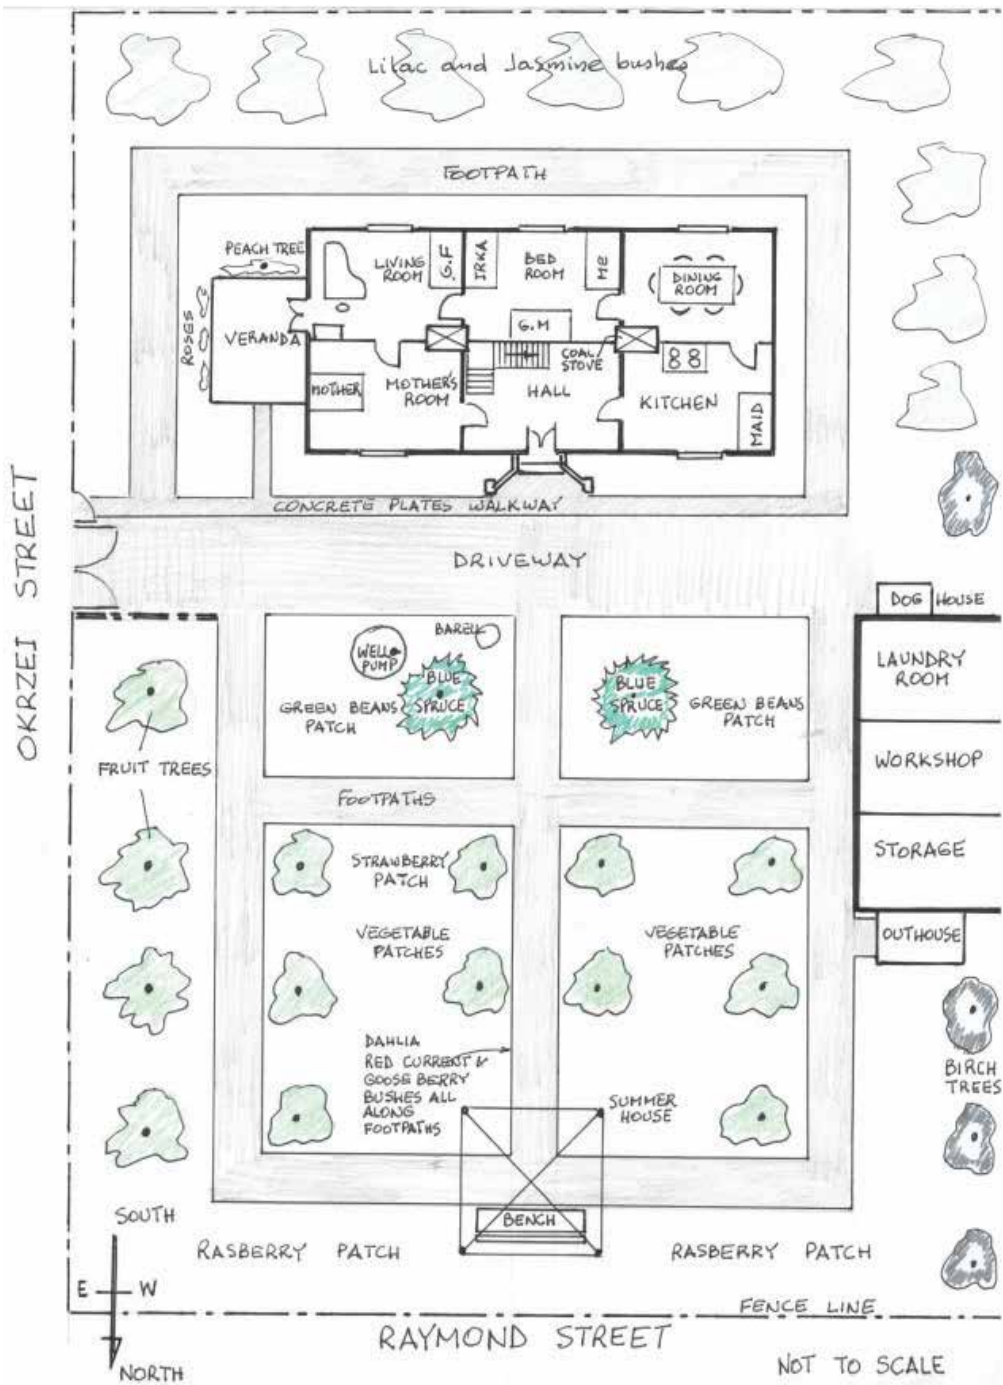 Lilac and Jasmine bushes
FOOTPATH
PEACH TREE
LIVING
ROOM
G.F
IRKA
BED
ROOM
ME
DINING
ROOM
ROSES
VERANDA
G.M
COAL
STOVE
MOTHER
MOTHER'S
ROOM
HALL
KITCHEN
MAID
CONCRETE PLATES WALKWAY
OKRZEI STREET
DRIVEWAY
DOG HOUSE
WELL
PUMP
BARELL
BLUE
SPRUCE
GREEN BEANS
PATCH
BLUE
SPRUCE
GREEN BEANS
PATCH
LAUNDRY
ROOM
FRUIT TREES
WORKSHOP
FOOTPATHS
STORAGE
STRAWBERRY
PATCH
VEGETABLE
PATCHES
VEGETABLE
PATCHES
OUTHOUSE
DAHLIA
RED CURRENT &
GOOSE BERRY
BUSHES ALL
ALONG
FOOTPATHS
SUMMER
HOUSE
BIRCH
TREES
SOUTH
BENCH
RASBERRY PATCH
RASBERRY PATCH
E W
NORTH
FENCE LINE
RAYMOND STREET
NOT TO SCALE